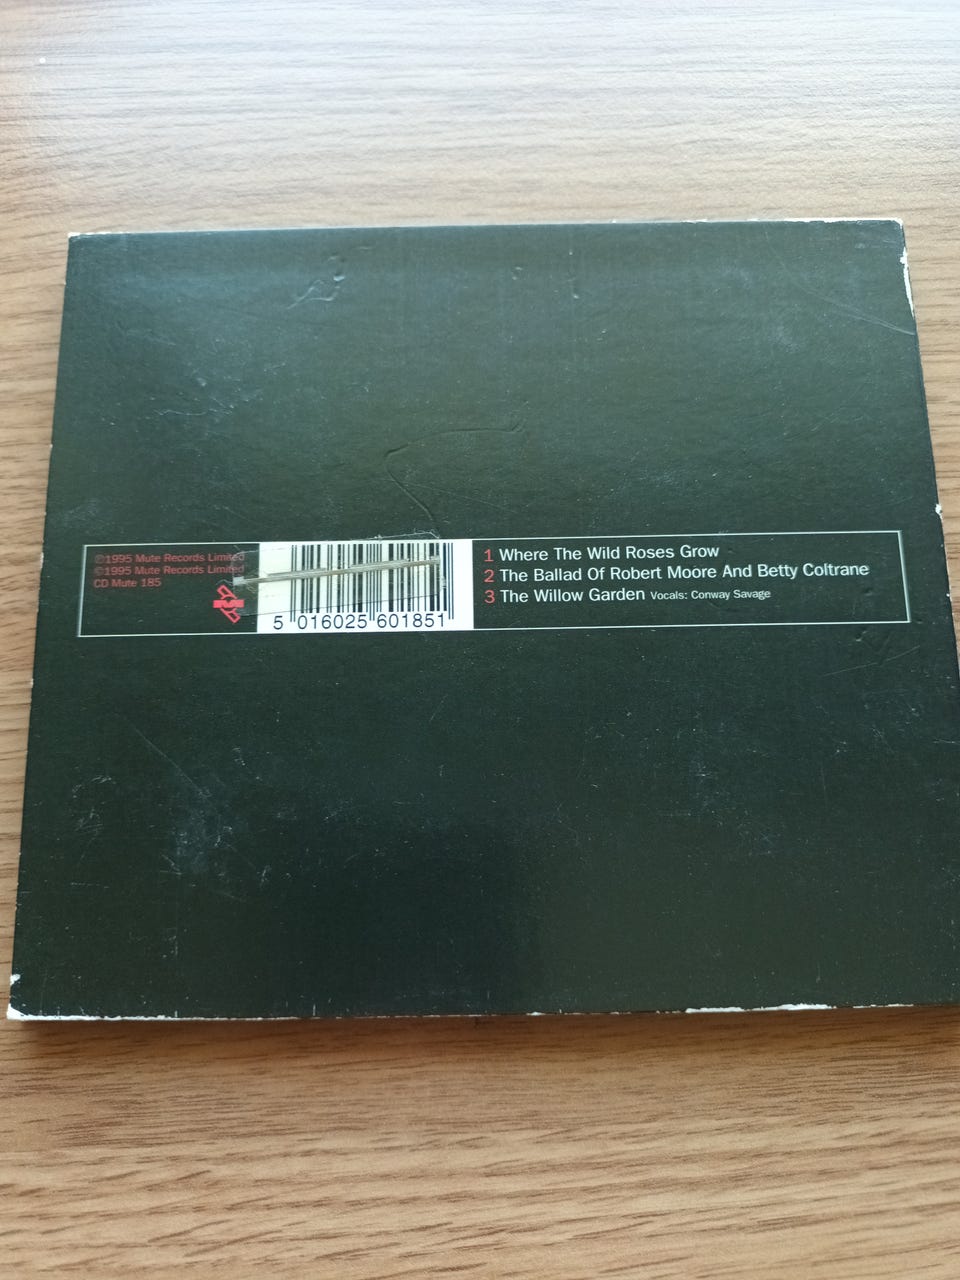 ℗1995 Mute Records Limited
©1995 Mute Records Limited
CD Mute 185
5 016025 601851
1 Where The Wild Roses Grow
2 The Ballad Of Robert Moore And Betty Coltrane
3 The Willow Garden Vocals: Conway Savage